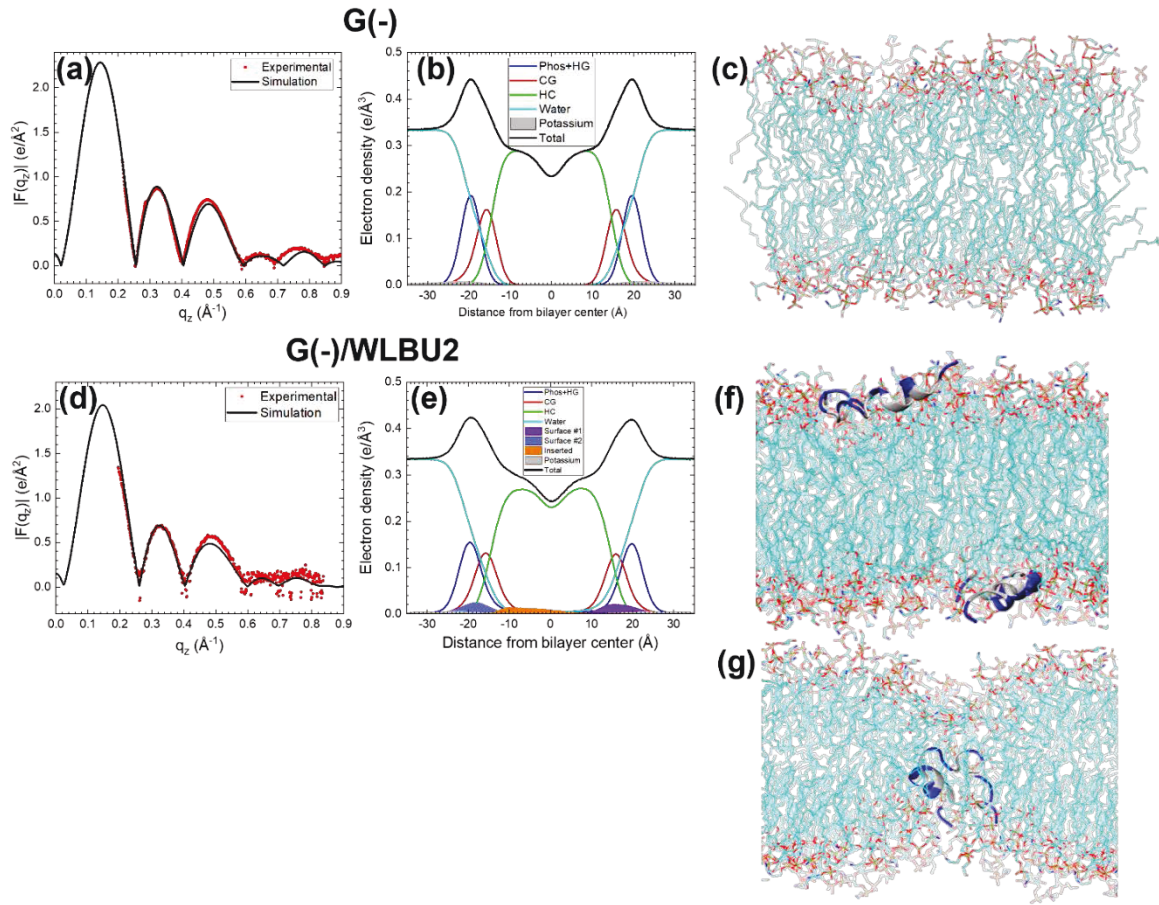 G(-)
(a)
Experimental
Simulation
|F(q_z)| (e/Å²)
2.0
1.5
1.0
0.5
0.0
0.0 0.1 0.2 0.3 0.4 0.5 0.6 0.7 0.8 0.9
q_z (Å⁻¹)
(b)
Phos+HG
CG
HC
Water
Potassium
Total
Electron density (e/Å³)
0.5
0.4
0.3
0.2
0.1
0.0
-30 -20 -10 0 10 20 30
Distance from bilayer center (Å)
(c)
G(-)/WLBU2
(d)
Experimental
Simulation
|F(q_z)| (e/Å²)
2.0
1.5
1.0
0.5
0.0
0.0 0.1 0.2 0.3 0.4 0.5 0.6 0.7 0.8 0.9
q_z (Å⁻¹)
(e)
Phos+HG
CG
HC
Water
Surface #1
Surface #2
Inserted
Potassium
Total
Electron density (e/Å³)
0.5
0.4
0.3
0.2
0.1
0.0
-30 -20 -10 0 10 20 30
Distance from bilayer center (Å)
(f)
(g)